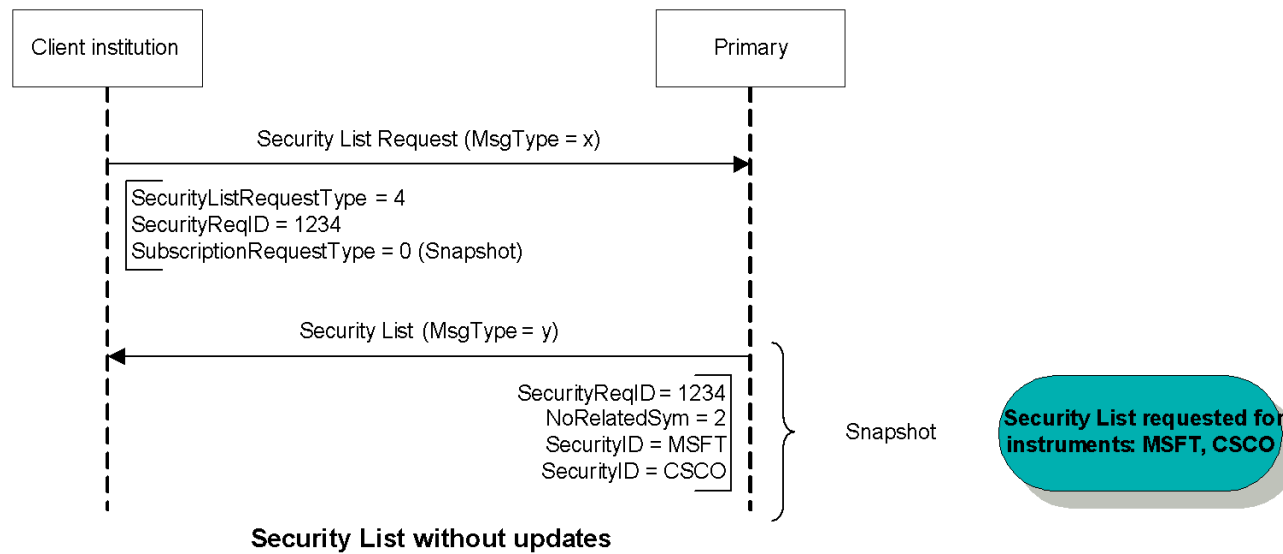 Client institution
Primary
Security List Request (MsgType = x)
SecurityListRequestType = 4
SecurityReqID = 1234
SubscriptionRequestType = 0 (Snapshot)
Security List (MsgType = y)
SecurityReqID = 1234
NoRelatedSym = 2
SecurityID = MSFT
SecurityID = CSCO
Snapshot
Security List requested for
instruments: MSFT, CSCO
Security List without updates